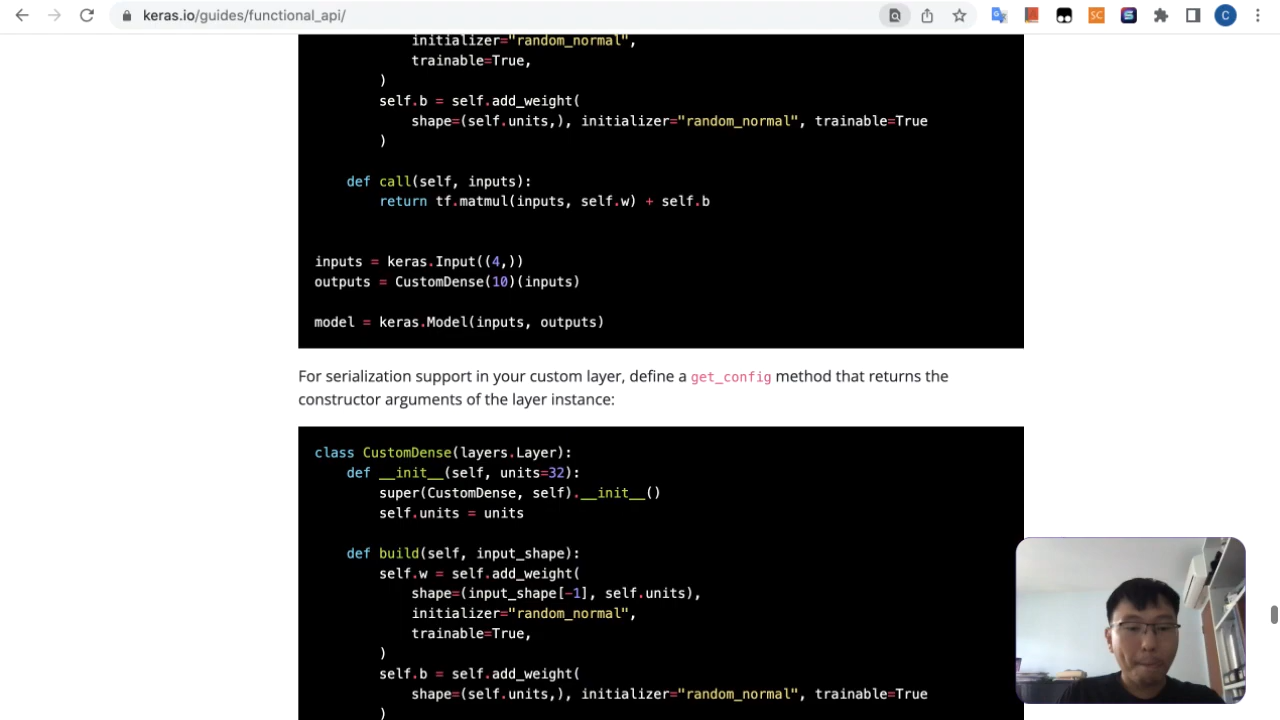 keras.io/guides/functional_api/
SC
S
C
initializer="random_normal",
trainable=True,
)
self.b = self.add_weight(
shape=(self.units,), initializer="random_normal", trainable=True
)
def call(self, inputs):
return tf.matmul(inputs, self.w) + self.b
inputs = keras.Input((4,))
outputs = CustomDense(10)(inputs)
model = keras.Model(inputs, outputs)
For serialization support in your custom layer, define a get_config method that returns the
constructor arguments of the layer instance:
class CustomDense(layers.Layer):
def __init__(self, units=32):
super(CustomDense, self).__init__()
self.units = units
def build(self, input_shape):
self.w = self.add_weight(
shape=(input_shape[-1], self.units),
initializer="random_normal",
trainable=True,
)
self.b = self.add_weight(
shape=(self.units,), initializer="random_normal", trainable=True
)